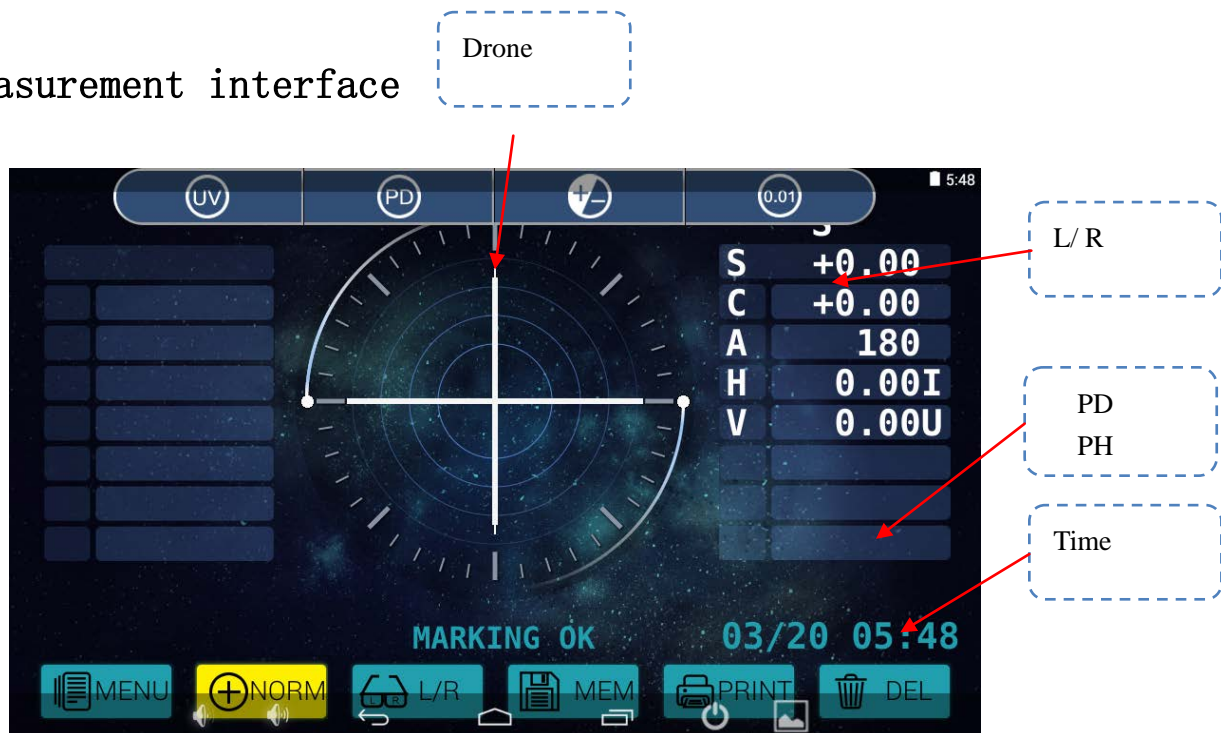 Drone
asurement interface
UV
PD
+/-
0.01
5:48
S
S +0.00
C +0.00
A 180
H 0.00I
V 0.00U
L/ R
PD
PH
Time
MARKING OK
03/20 05:48
MENU
NORM
L R L/R
MEM
PRINT
DEL